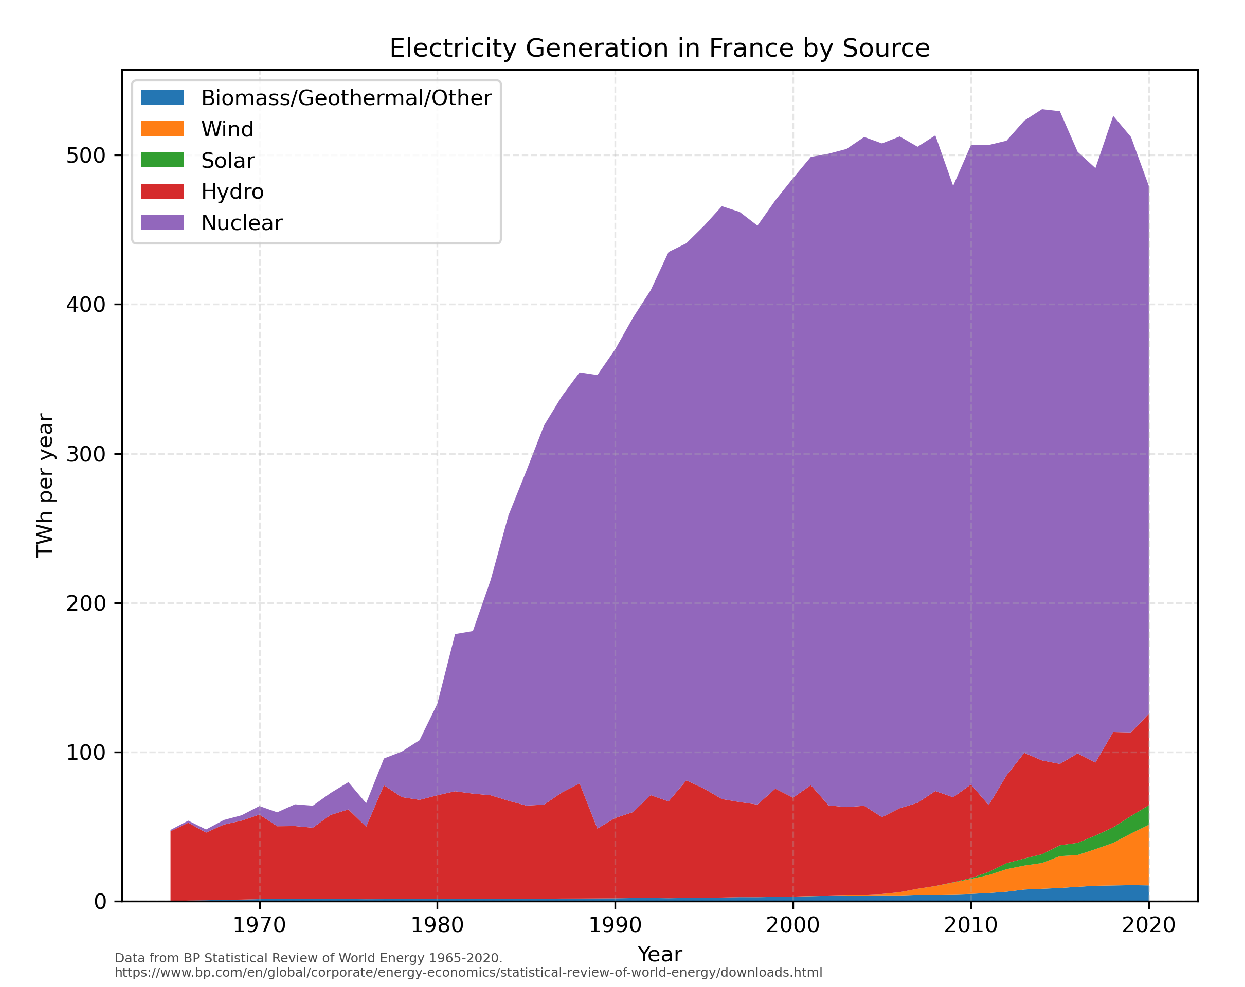 Electricity Generation in France by Source
Biomass/Geothermal/Other
Wind
Solar
Hydro
Nuclear
TWh per year
500
400
300
200
100
0
1970 1980 1990 2000 2010 2020
Year
Data from BP Statistical Review of World Energy 1965-2020.
https://www.bp.com/en/global/corporate/energy-economics/statistical-review-of-world-energy/downloads.html